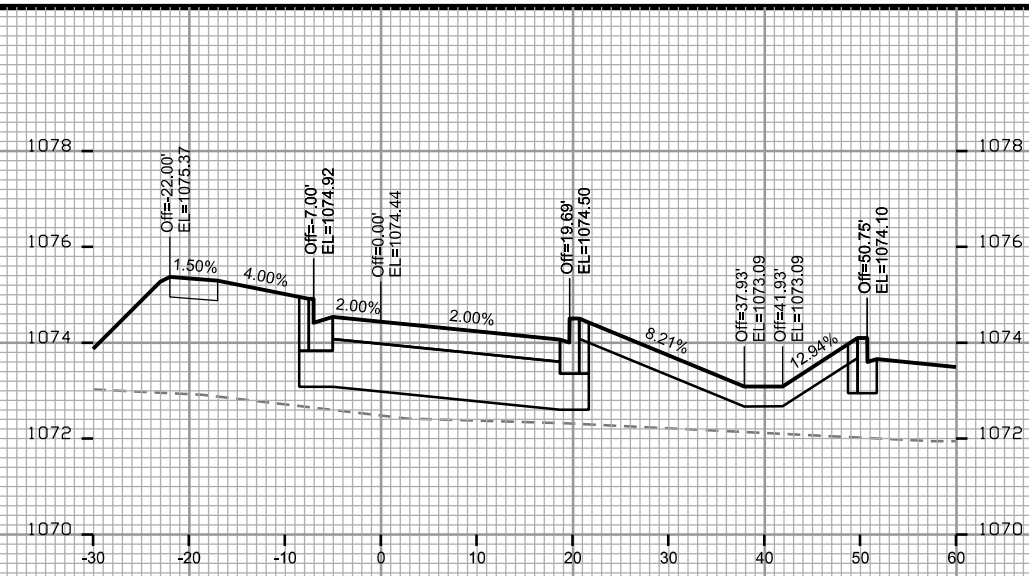 1078
1078
Off=-22.00'
EL=1075.37
Off=-7.00'
EL=1074.92
Off=0.00'
EL=1074.44
Off=19.69'
EL=1074.50
Off=37.93'
EL=1073.09
Off=41.93'
EL=1073.09
Off=50.75'
EL=1074.10
1076
1076
1.50%
4.00%
2.00%
2.00%
8.21%
12.94%
1074
1074
1072
1072
1070
1070
-30
-20
-10
0
10
20
30
40
50
60